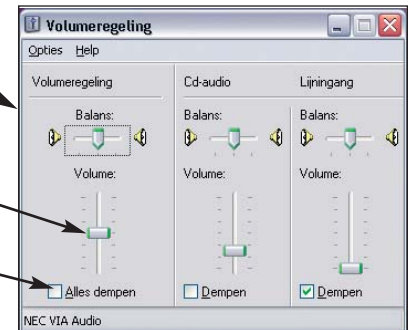 Volumeregeling
Opties Help
Volumeregeling Cd-audio Lijningang
Balans: Balans: Balans:
Volume: Volume: Volume:
Alles dempen Dempen Dempen
NEC VIA Audio